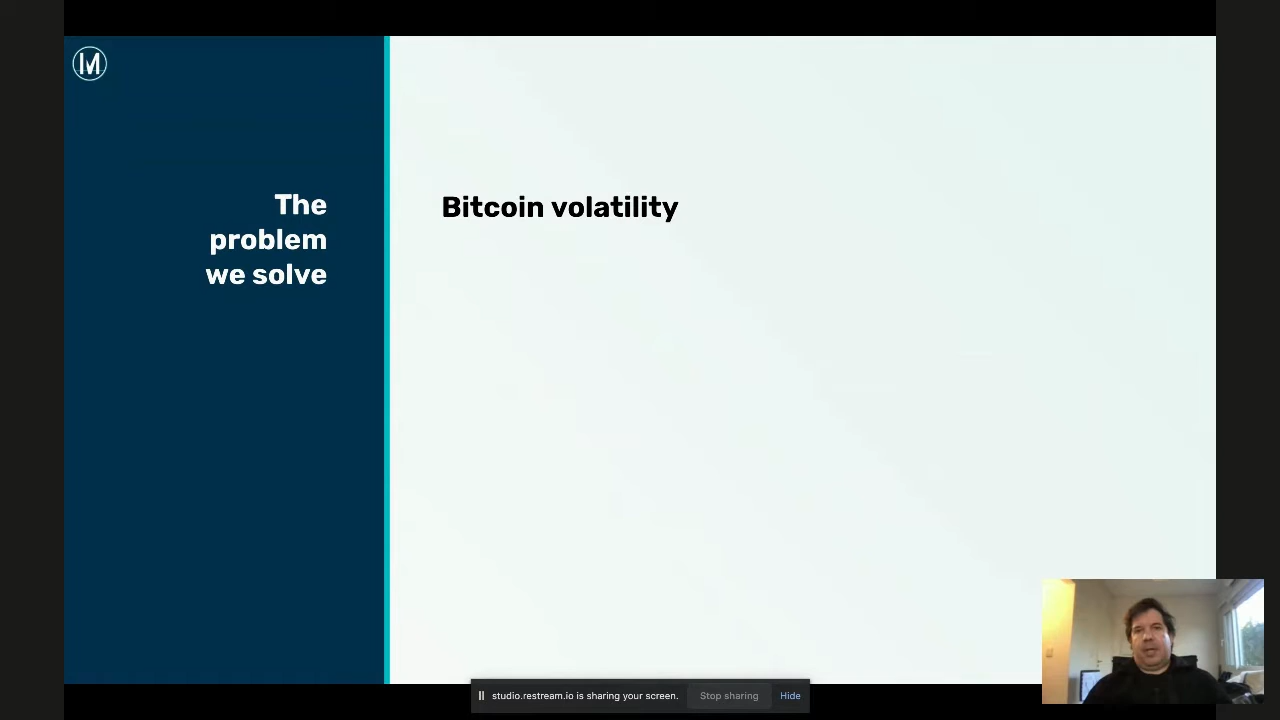 M
The
problem
we solve
Bitcoin volatility
studio.restream.io is sharing your screen. Stop sharing Hide